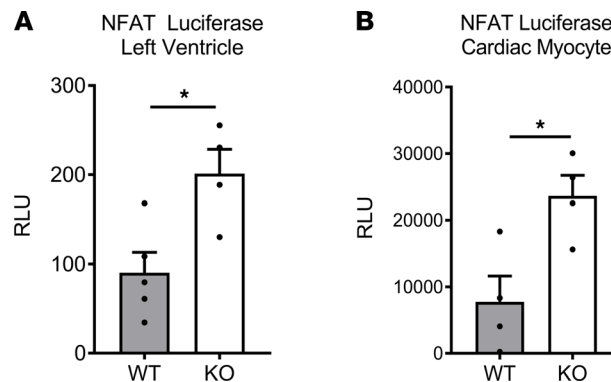 A
NFAT Luciferase
Left Ventricle
300
200
100
0
RLU
*
WT
KO
B
NFAT Luciferase
Cardiac Myocyte
40000
30000
20000
10000
0
RLU
*
WT
KO